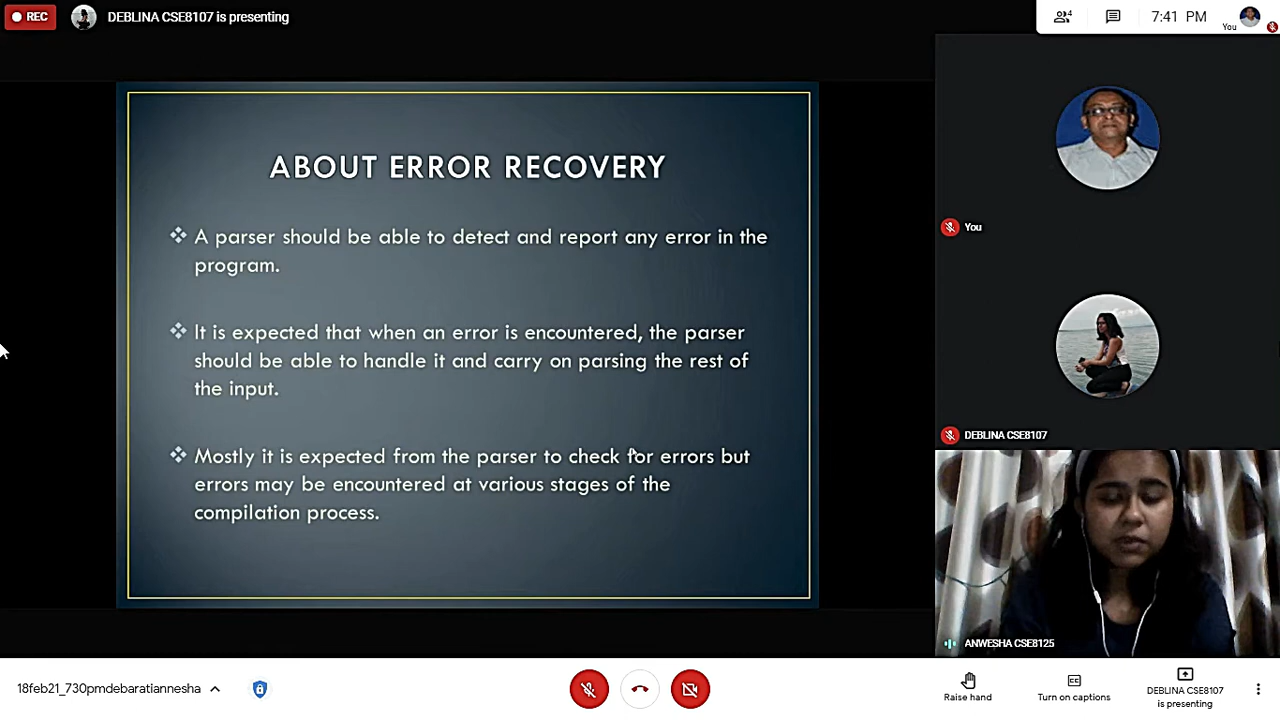 REC
DEBLINA CSE8107 is presenting
4
7:41 PM
You
ABOUT ERROR RECOVERY
A parser should be able to detect and report any error in the
program.
It is expected that when an error is encountered, the parser
should be able to handle it and carry on parsing the rest of
the input.
Mostly it is expected from the parser to check for errors but
errors may be encountered at various stages of the
compilation process.
You
DEBLINA CSE8107
ANWESHA CSE8125
18feb21_730pmdebaratiannesha
Raise hand
CC
Turn on captions
DEBLINA CSE8107
is presenting